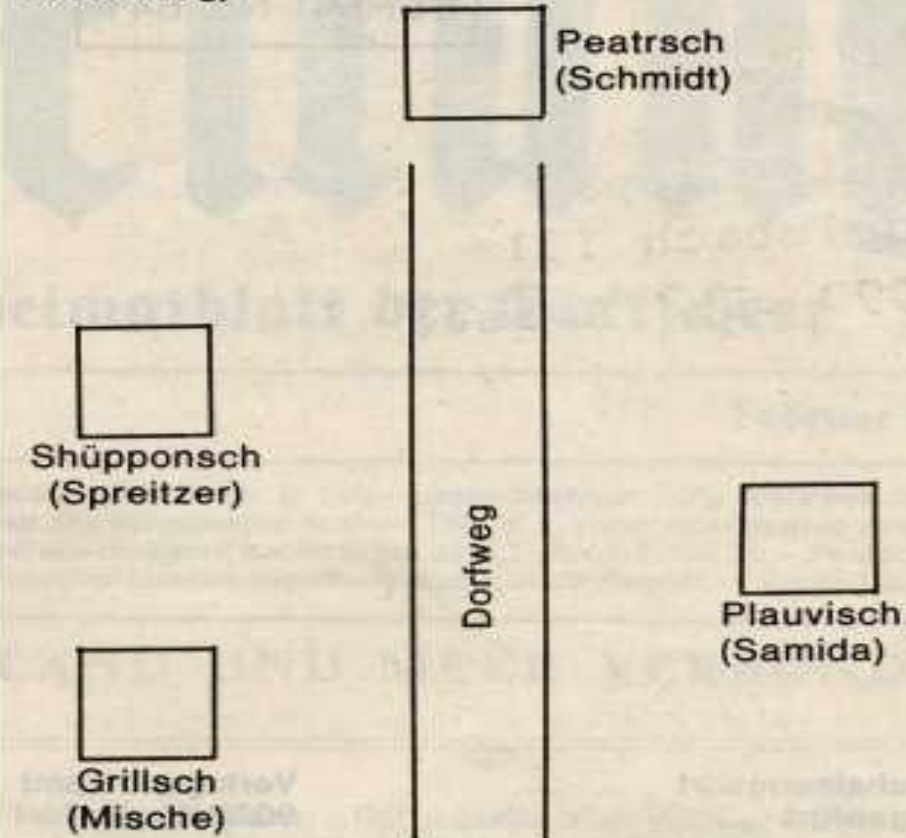 Peatrsch
(Schmidt)
Shüpponsch
(Spreitzer)
Dorfweg
Plauvisch
(Samida)
Grillsch
(Mische)